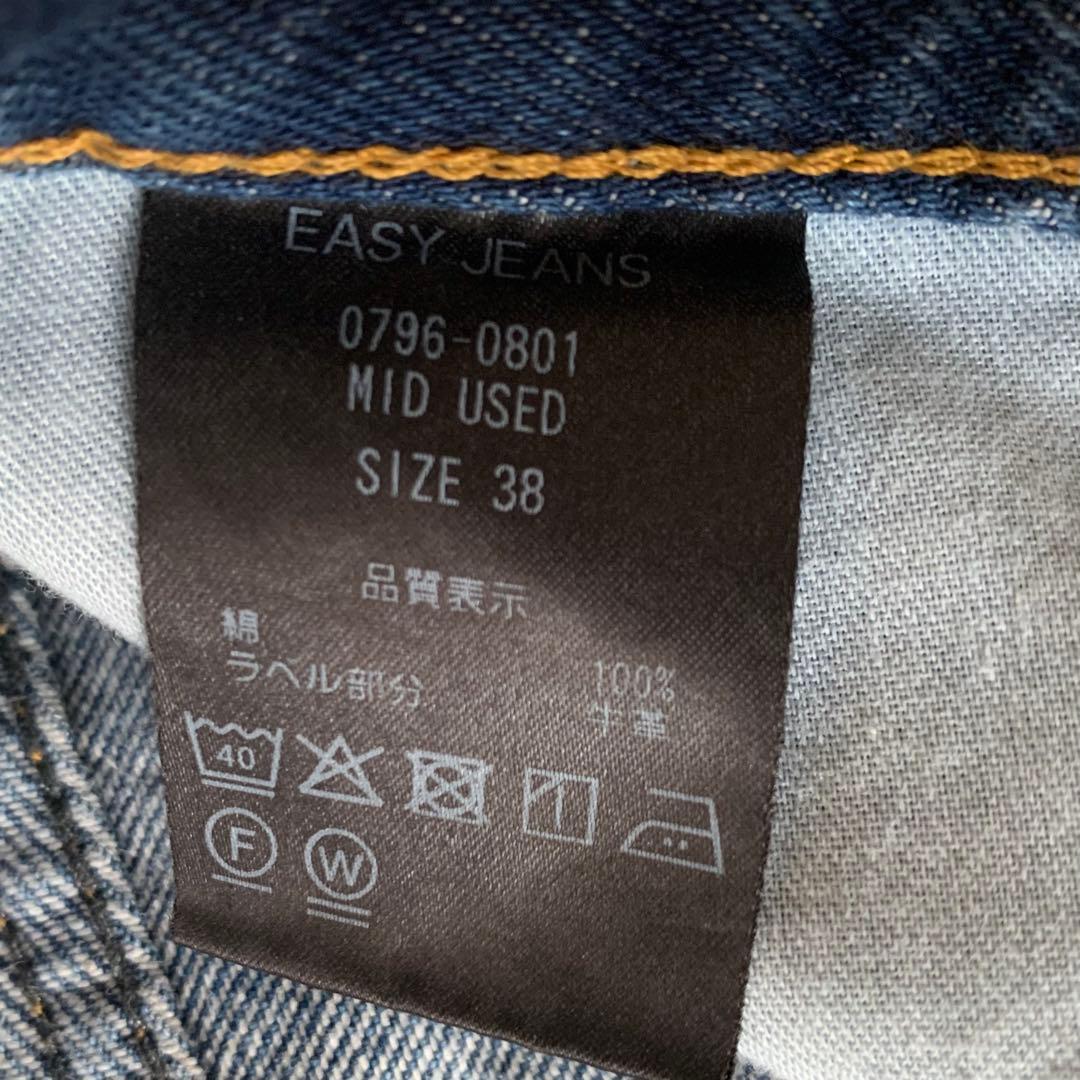 EASY JEANS
0796-0801
MID USED
SIZE 38
品質表示
綿 100%
ラベル部分 牛革
40
F W